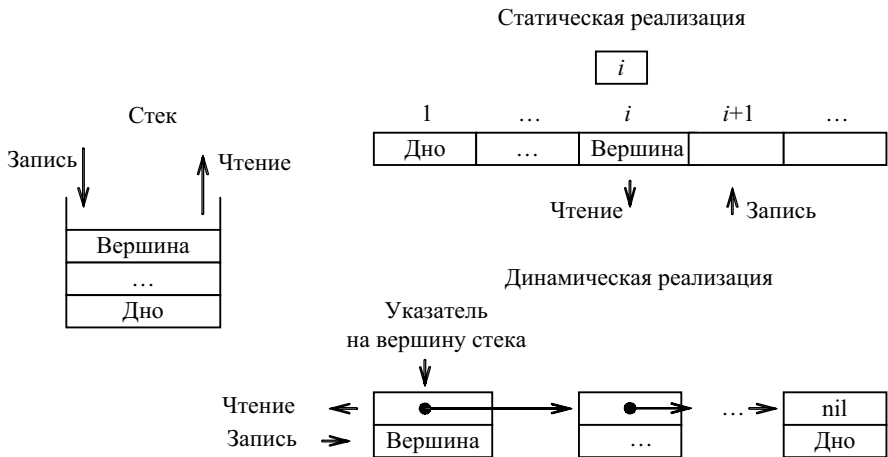 Статическая реализация
i
1 … i i+1 …
Дно … Вершина
Чтение Запись
Стек
Запись Чтение
Вершина
…
Дно
Динамическая реализация
Указатель
на вершину стека
Чтение … nil
Запись Вершина … Дно